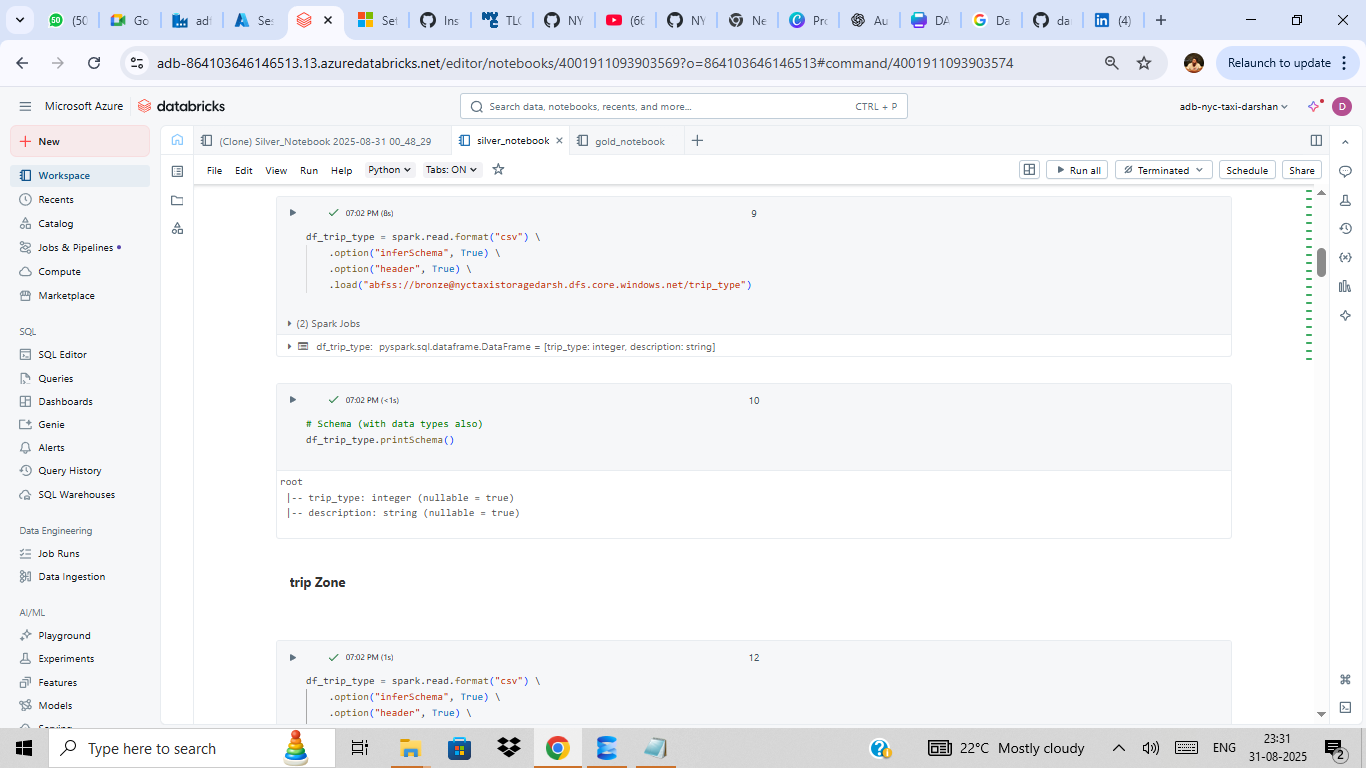 (50
Go
adf
Ses
Set
Ins
TLC
NY
(66
NY
Ne
Pro
Au
DA
Da
da
(4)
adb-864103646146513.13.azuredatabricks.net/editor/notebooks/4001911093903569?o=864103646146513#command/4001911093903574
Relaunch to update
Microsoft Azure
databricks
Search data, notebooks, recents, and more...
CTRL + P
adb-nyc-taxi-darshan
D
New
Workspace
Recents
Catalog
Jobs & Pipelines
Compute
Marketplace
SQL
SQL Editor
Queries
Dashboards
Genie
Alerts
Query History
SQL Warehouses
Data Engineering
Job Runs
Data Ingestion
AI/ML
Playground
Experiments
Features
Models
Serving
(Clone) Silver_Notebook 2025-08-31 00_48_29
silver_notebook
gold_notebook
File
Edit
View
Run
Help
Python
Tabs: ON
Run all
Terminated
Schedule
Share
07:02 PM (8s)
9
df_trip_type = spark.read.format("csv") \
.option("inferSchema", True) \
.option("header", True) \
.load("abfss://bronze@nyctaxistoragedarsh.dfs.core.windows.net/trip_type")
(2) Spark Jobs
df_trip_type: pyspark.sql.dataframe.DataFrame = [trip_type: integer, description: string]
07:02 PM (<1s)
10
# Schema (with data types also)
df_trip_type.printSchema()
root
|-- trip_type: integer (nullable = true)
|-- description: string (nullable = true)
trip Zone
07:02 PM (1s)
12
df_trip_type = spark.read.format("csv") \
.option("inferSchema", True) \
.option("header", True) \
Type here to search
22°C Mostly cloudy
ENG
23:31
31-08-2025
2